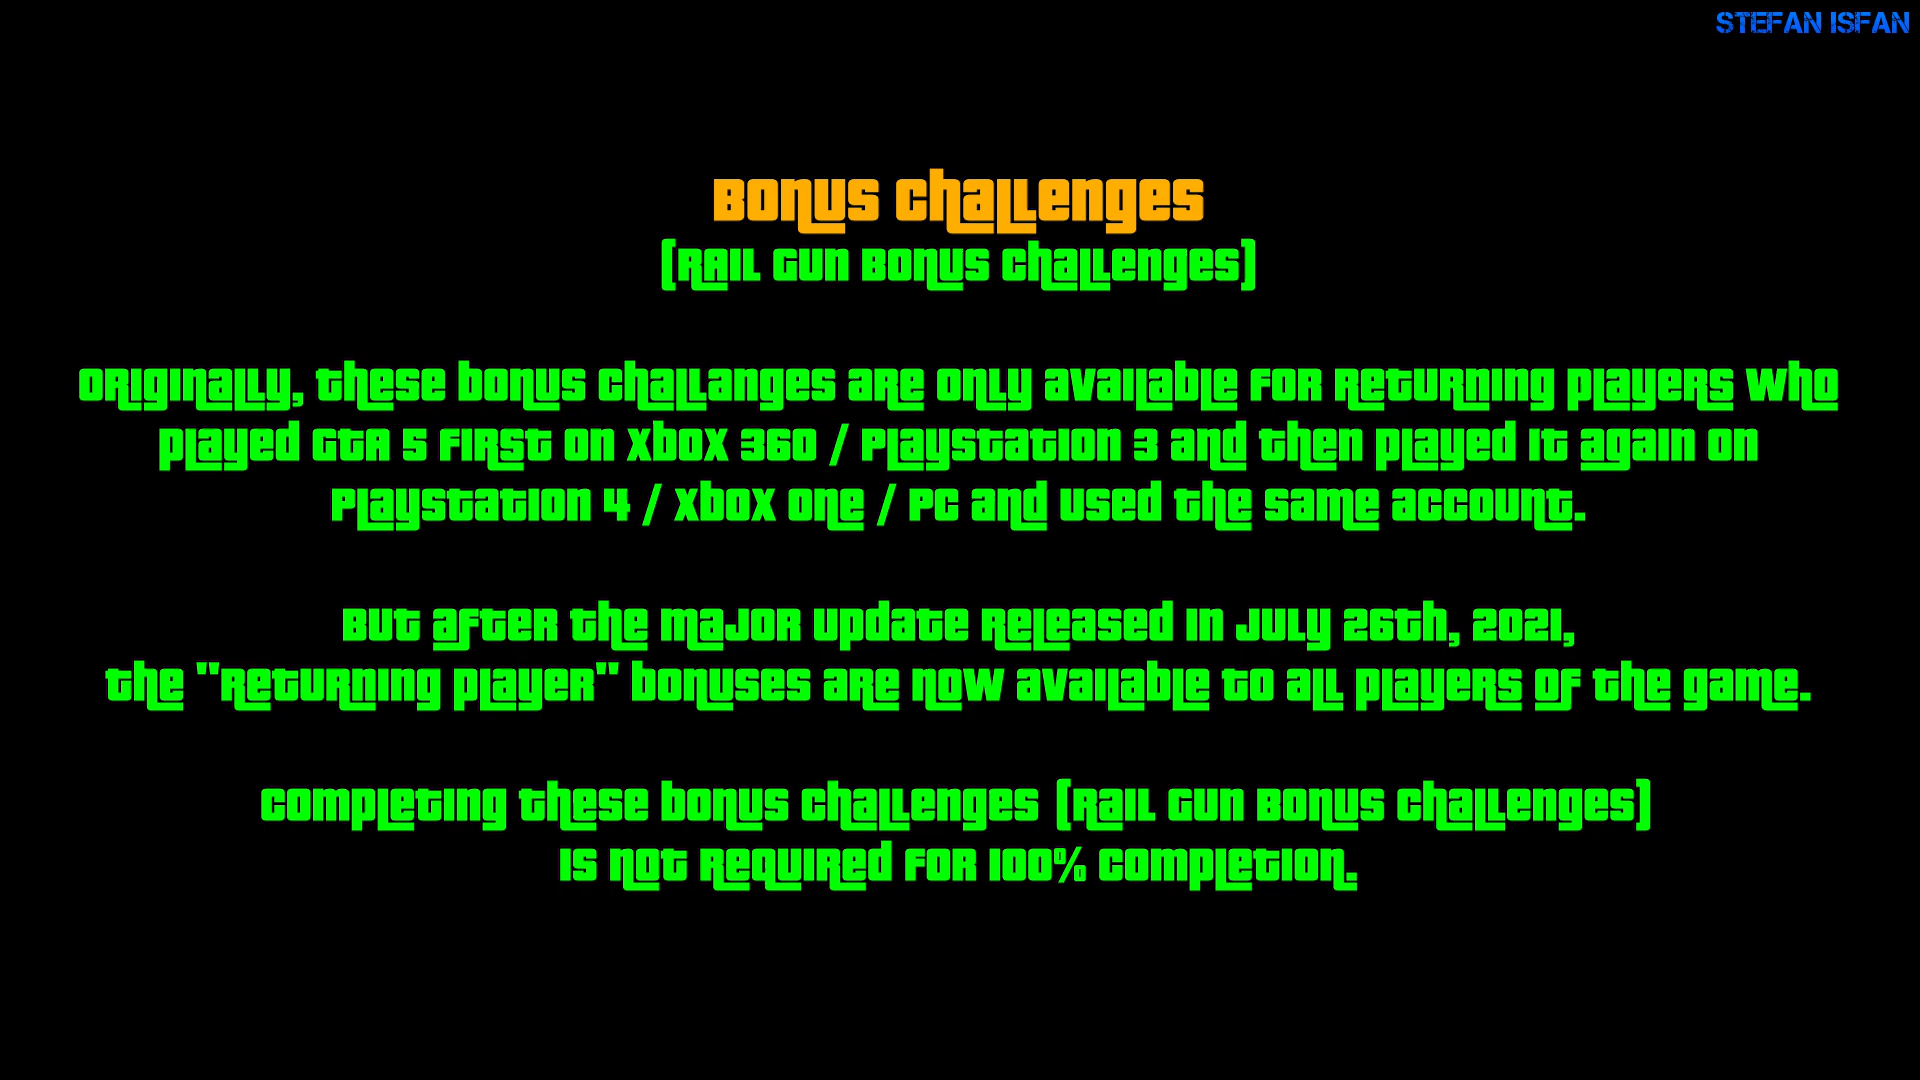 STEFAN ISFAN
Bonus Challenges
(Rail Gun Bonus Challenges)
Originally, these bonus challanges are only available for returning players who
played GTA 5 first on Xbox 360 / PlayStation 3 and then played it again on
PlayStation 4 / Xbox One / PC and used the same account.
But after the major update released in July 26th, 2021,
the "returning player" bonuses are now available to all players of the game.
Completing these bonus challenges (Rail Gun Bonus Challenges)
is not required for 100% completion.